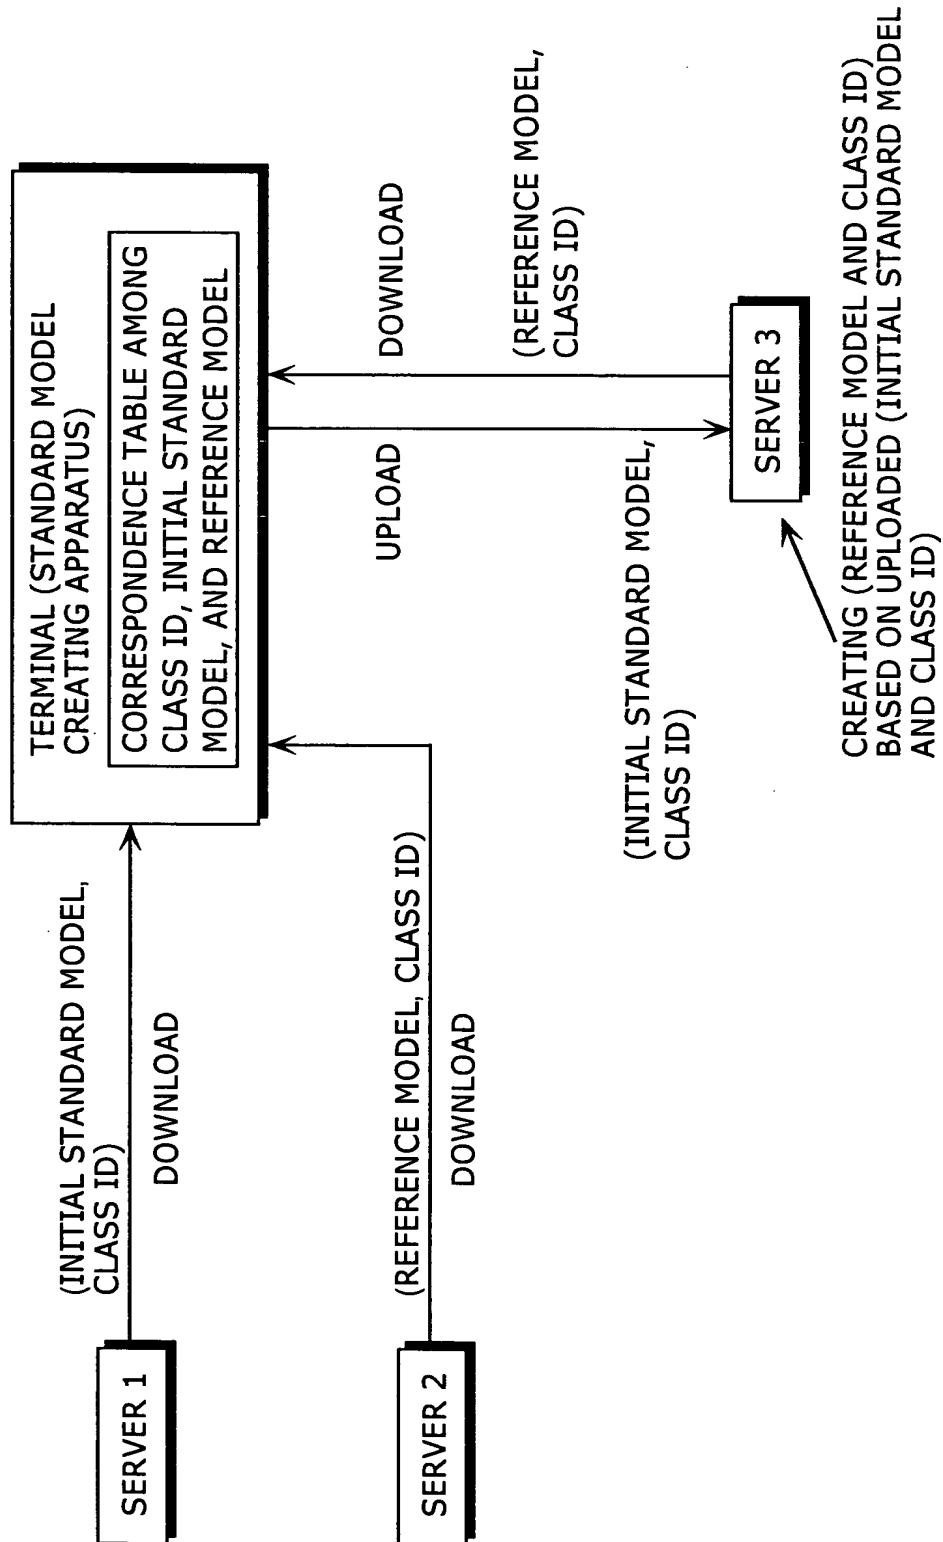 SERVER 1
(INITIAL STANDARD MODEL,
CLASS ID)
DOWNLOAD
TERMINAL (STANDARD MODEL
CREATING APPARATUS)
CORRESPONDENCE TABLE AMONG
CLASS ID, INITIAL STANDARD
MODEL, AND REFERENCE MODEL
SERVER 2
(REFERENCE MODEL, CLASS ID)
DOWNLOAD
UPLOAD
(INITIAL STANDARD MODEL,
CLASS ID)
DOWNLOAD
(REFERENCE MODEL,
CLASS ID)
SERVER 3
CREATING (REFERENCE MODEL AND CLASS ID)
BASED ON UPLOADED (INITIAL STANDARD MODEL
AND CLASS ID)